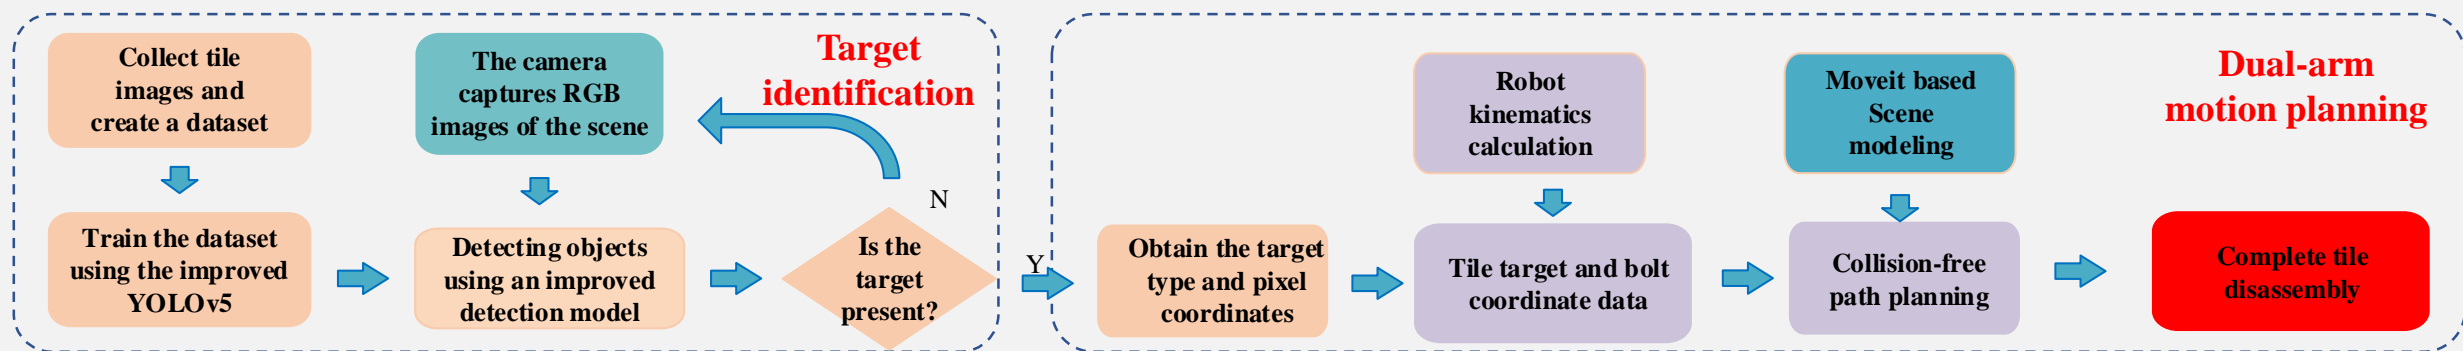 Collect tile
images and
create a dataset
Train the dataset
using the improved
YOLOv5
The camera
captures RGB
images of the scene
Detecting objects
using an improved
detection model
Target
identification
N
Is the
target
present?
Y
Obtain the target
type and pixel
coordinates
Robot
kinematics
calculation
Tile target and bolt
coordinate data
Moveit based
Scene
modeling
Collision-free
path planning
Dual-arm
motion planning
Complete tile
disassembly